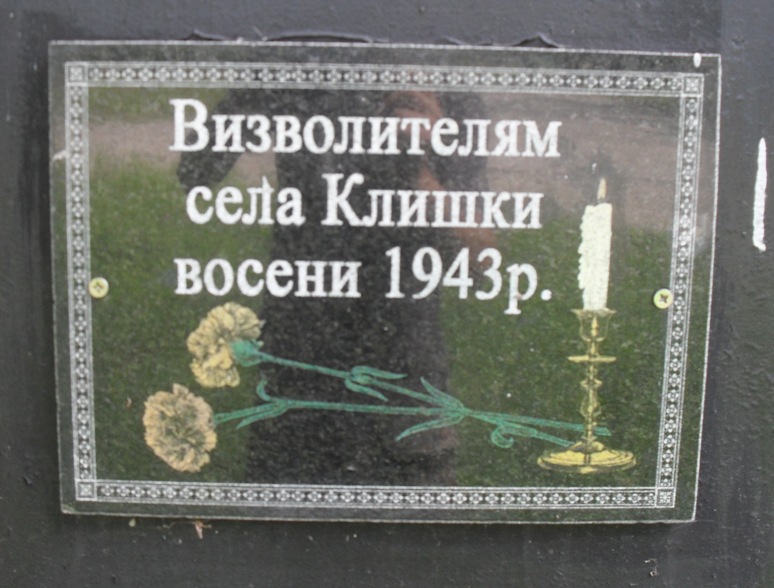 Визволителям
села Клишки
восени 1943р.